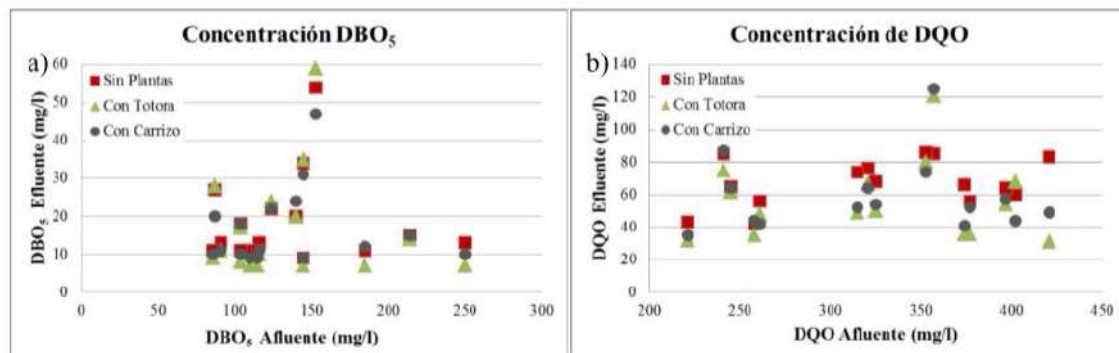 a)
Concentración DBO₅
Sin Plantas
Con Totora
Con Carrizo
DBO₅ Efluente (mg/l)
60
50
40
30
20
10
0
0 50 100 150 200 250 300
DBO₅ Afluente (mg/l)
b)
Concentración de DQO
Sin Plantas
Con Totora
Con Carrizo
DQO Efluente (mg/l)
140
120
100
80
60
40
20
0
200 250 300 350 400 450
DQO Afluente (mg/l)